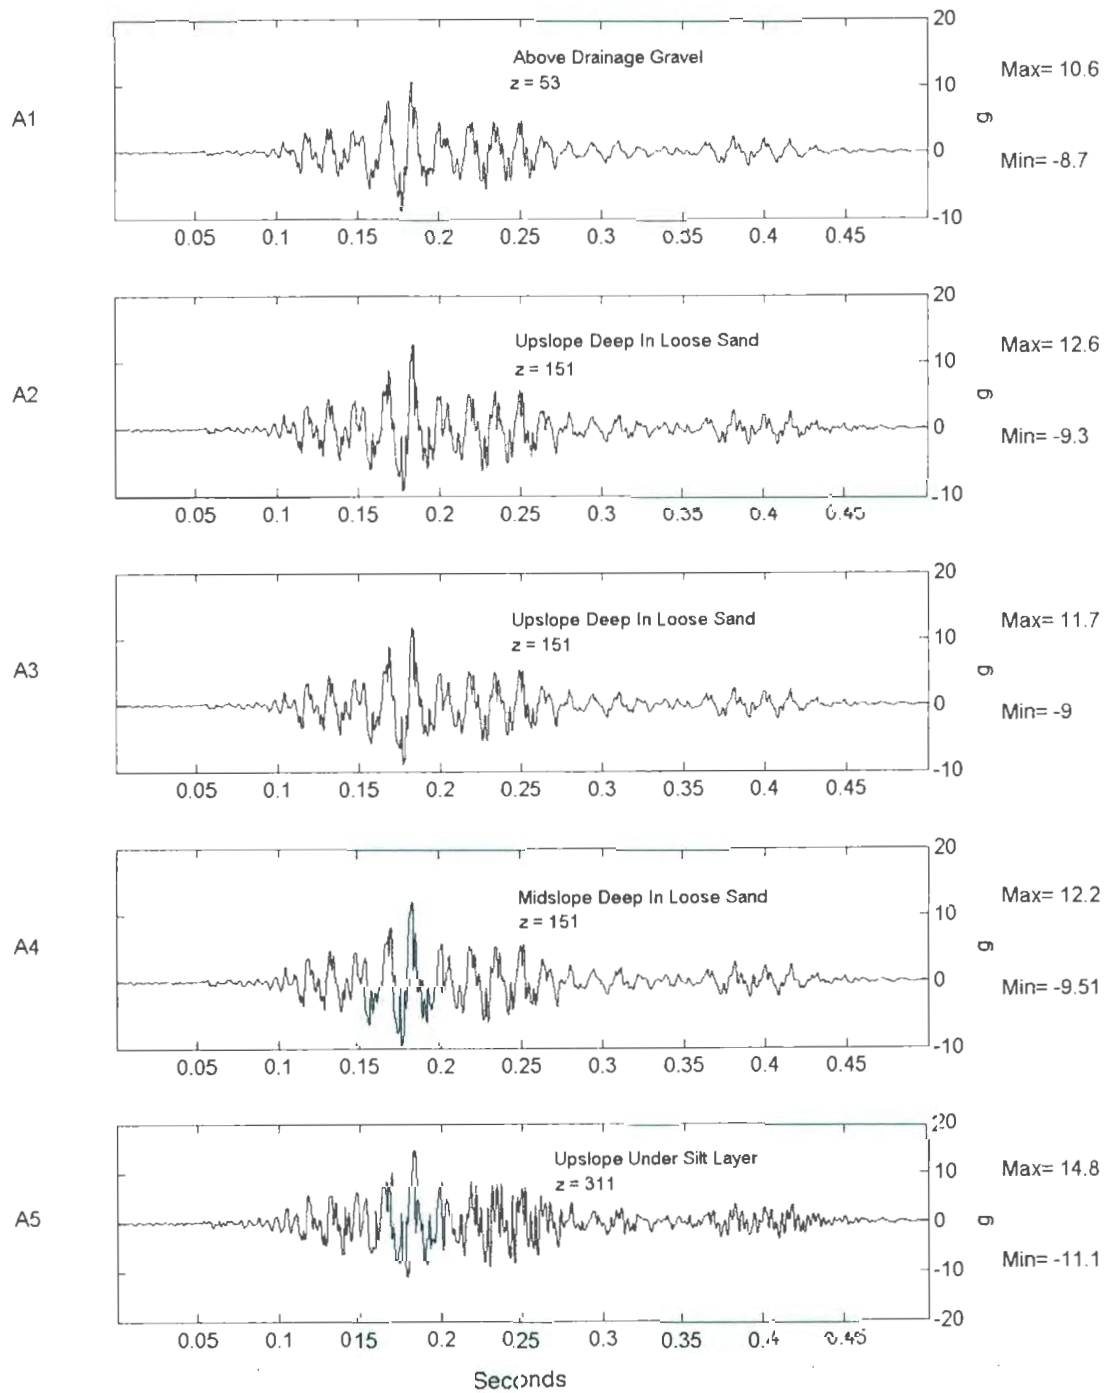 20
Above Drainage Gravel
z = 53
Max= 10.6
10
A1
g
0
Min= -8.7
-10
0.05 0.1 0.15 0.2 0.25 0.3 0.35 0.4 0.45
20
Upslope Deep In Loose Sand
z = 151
Max= 12.6
10
A2
g
0
Min= -9.3
-10
0.05 0.1 0.15 0.2 0.25 0.3 0.35 0.4 0.45
20
Upslope Deep In Loose Sand
z = 151
Max= 11.7
10
A3
g
0
Min= -9
-10
0.05 0.1 0.15 0.2 0.25 0.3 0.35 0.4 0.45
20
Midslope Deep In Loose Sand
z = 151
Max= 12.2
10
A4
g
0
Min= -9.51
-10
0.05 0.1 0.15 0.2 0.25 0.3 0.35 0.4 0.45
20
Upslope Under Silt Layer
z = 311
Max= 14.8
10
A5
g
0
Min= -11.1
-10
-20
0.05 0.1 0.15 0.2 0.25 0.3 0.35 0.4 0.45
Seconds